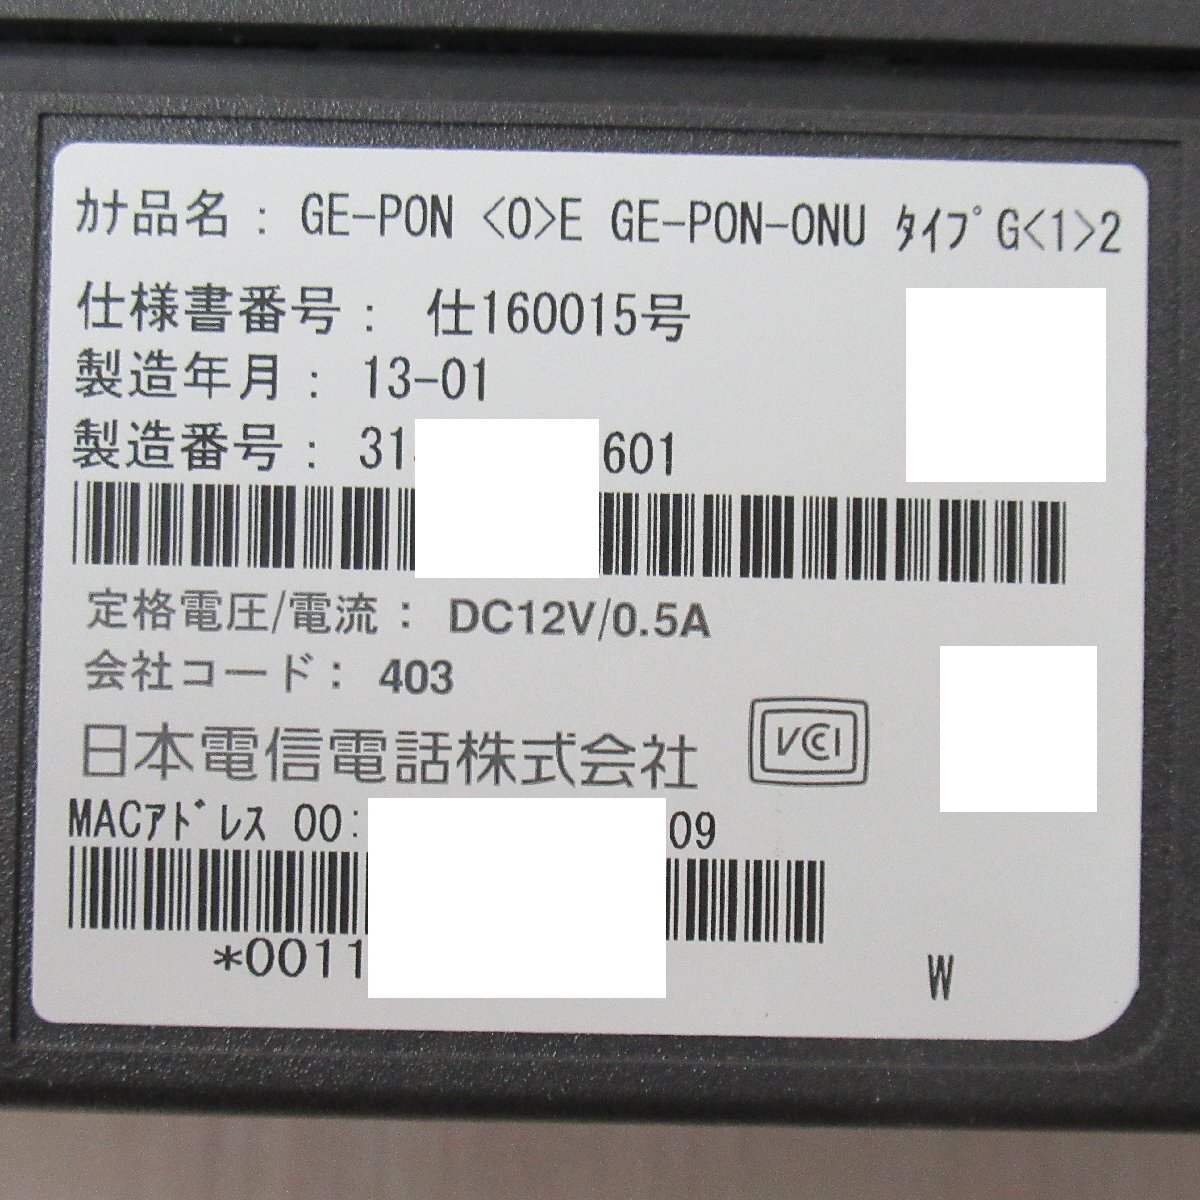 ｶﾅ品名 : GE-PON <O>E GE-PON-ONU ﾀｲﾌﾟG<1>2
仕様書番号 : 仕160015号
製造年月 : 13-01
製造番号 : 31 601
定格電圧/電流 : DC12V/0.5A
会社コード : 403
日本電信電話株式会社 VCCI
MACｱﾄﾞﾚｽ 00: 09
*0011
W